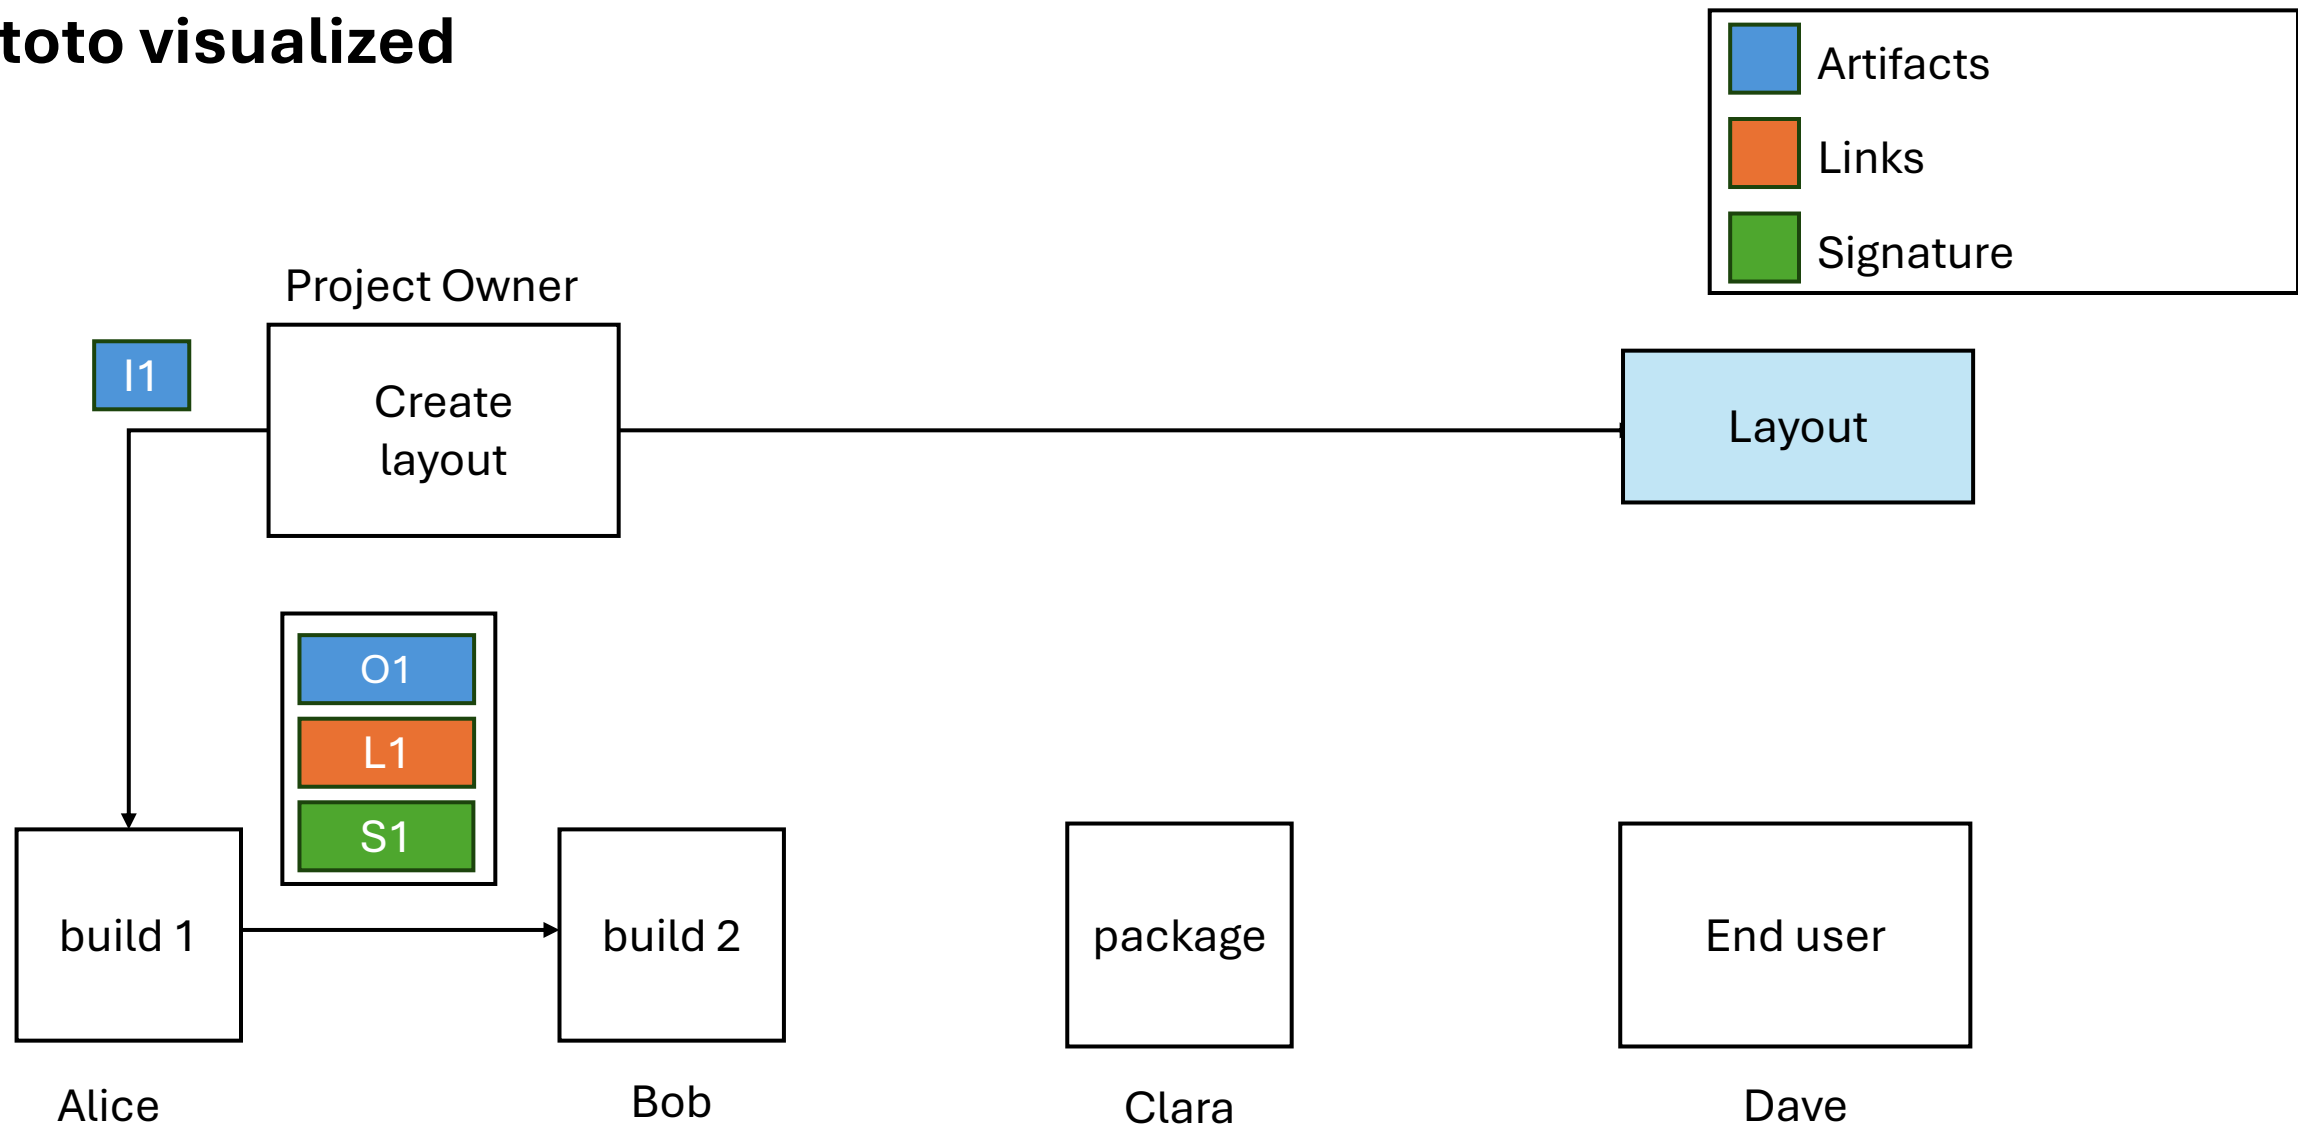 toto visualized
Artifacts
Links
Signature
Project Owner
I1
Create
layout
Layout
O1
L1
S1
build 1
build 2
package
End user
Alice
Bob
Clara
Dave